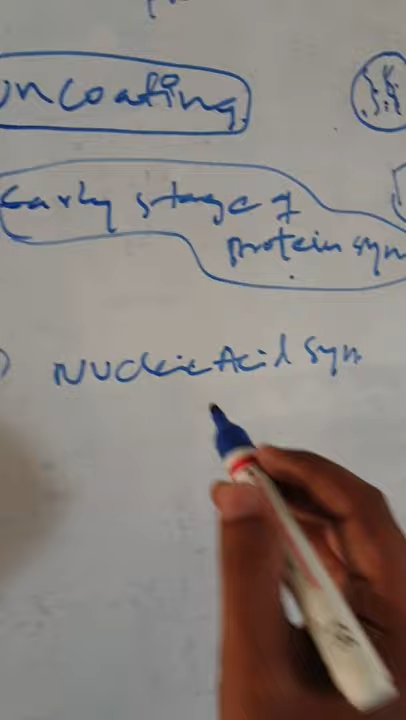 uncoating
Early stage of
protein syn
) Nucleic Acid syn